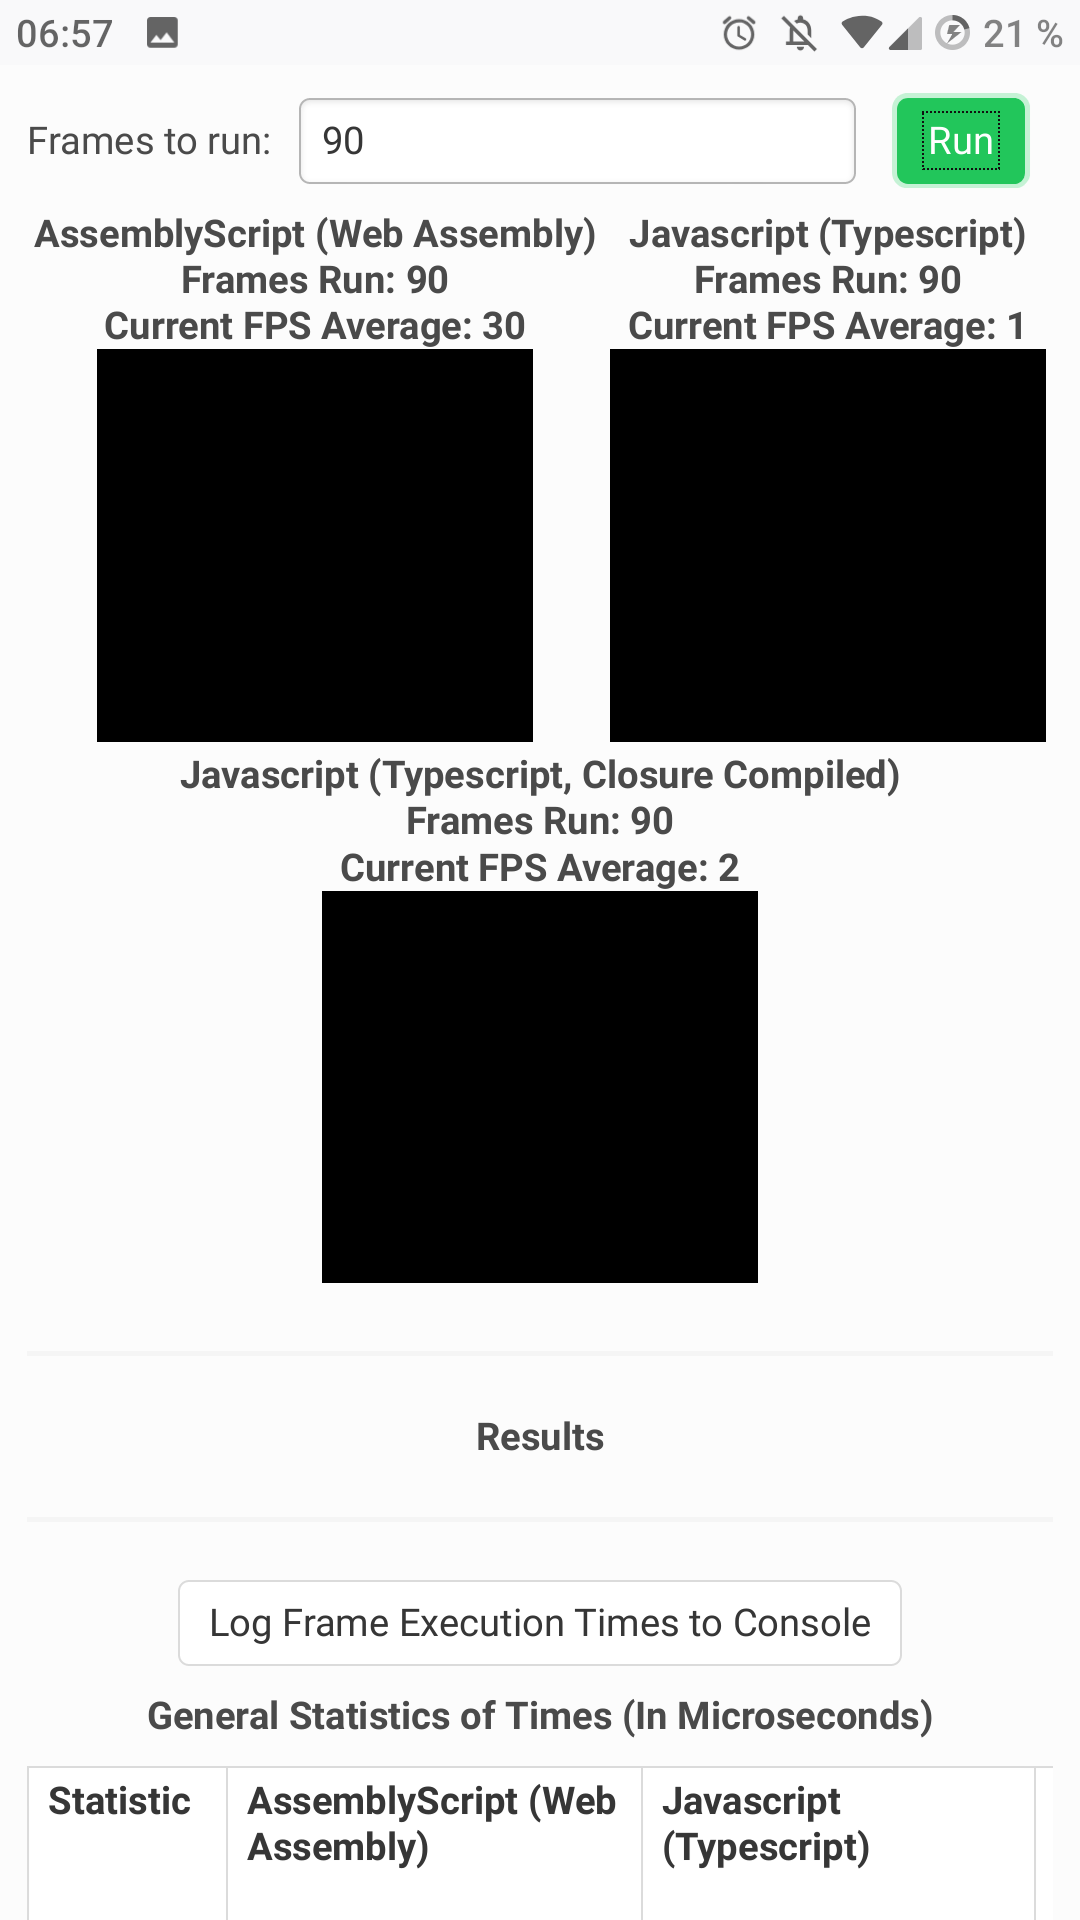 06:57 21 %
Frames to run: 90 Run
AssemblyScript (Web Assembly)
Frames Run: 90
Current FPS Average: 30
Javascript (Typescript)
Frames Run: 90
Current FPS Average: 1
Javascript (Typescript, Closure Compiled)
Frames Run: 90
Current FPS Average: 2
Results
Log Frame Execution Times to Console
General Statistics of Times (In Microseconds)
Statistic
AssemblyScript (Web
Assembly)
Javascript
(Typescript)